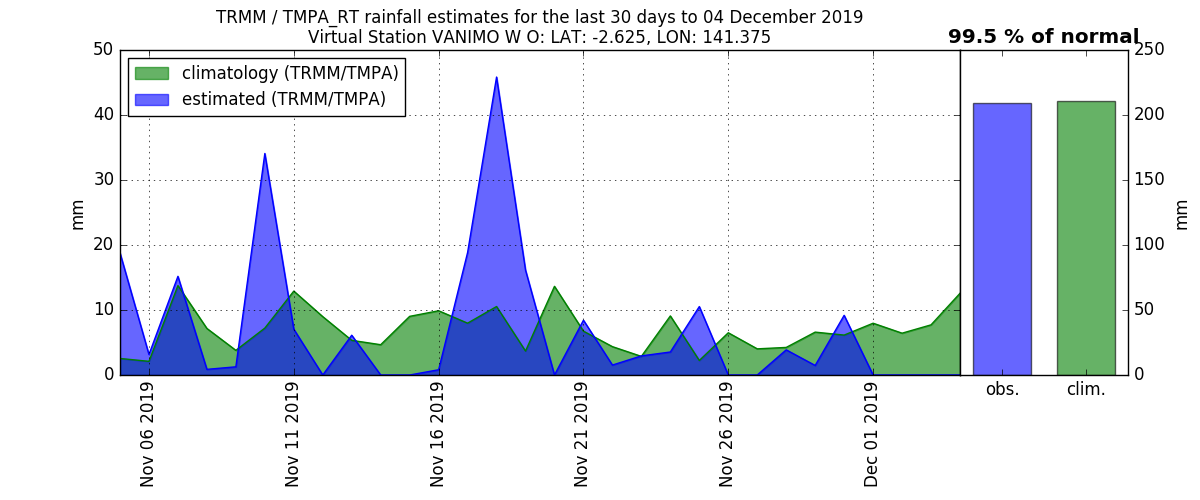 TRMM / TMPA_RT rainfall estimates for the last 30 days to 04 December 2019
Virtual Station VANIMO W O: LAT: -2.625, LON: 141.375
99.5 % of normal
climatology (TRMM/TMPA)
estimated (TRMM/TMPA)
50
40
30
20
10
0
mm
Nov 06 2019
Nov 11 2019
Nov 16 2019
Nov 21 2019
Nov 26 2019
Dec 01 2019
obs.
clim.
250
200
150
100
50
0
mm